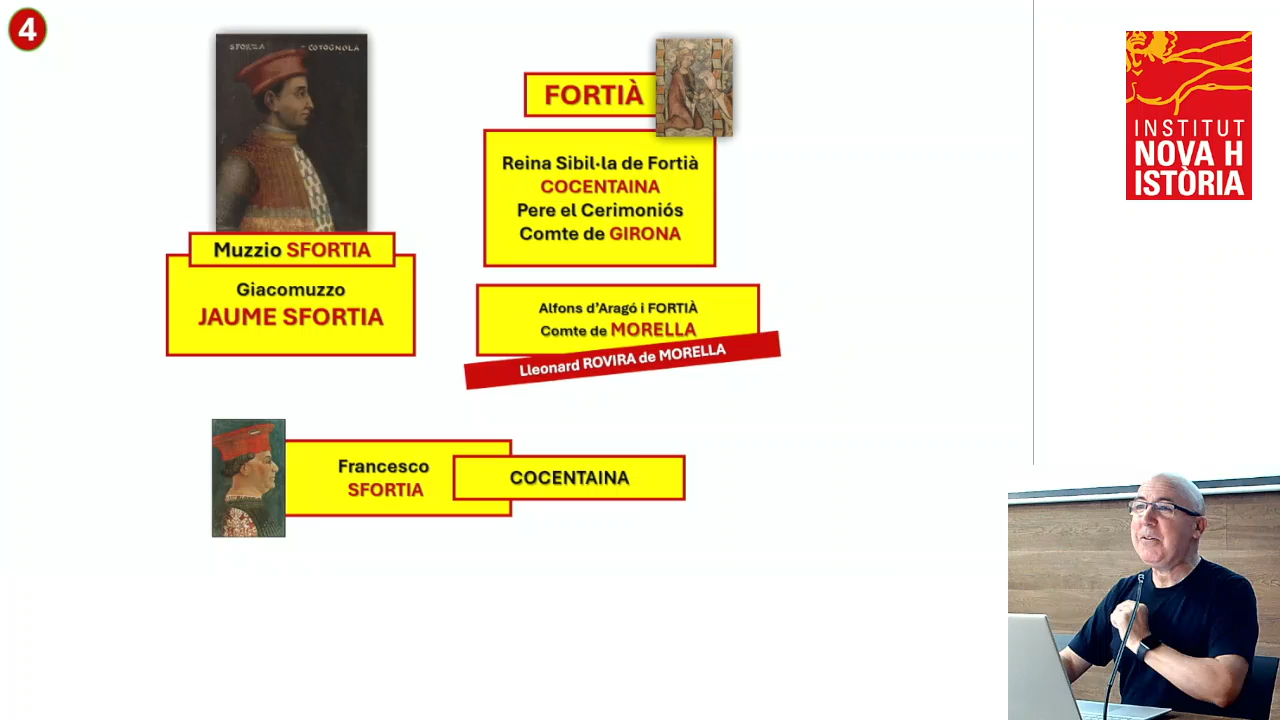 4
SFORZA COTOGNOLA
FORTIÀ
Reina Sibil·la de Fortià
COCENTAINA
Pere el Cerimoniós
Comte de GIRONA
Muzzio SFORTIA
Giacomuzzo
JAUME SFORTIA
Alfons d'Aragó i FORTIÀ
Comte de MORELLA
Lleonard ROVIRA de MORELLA
Francesco
SFORTIA
COCENTAINA
INSTITUT
NOVA H
ISTÒRIA